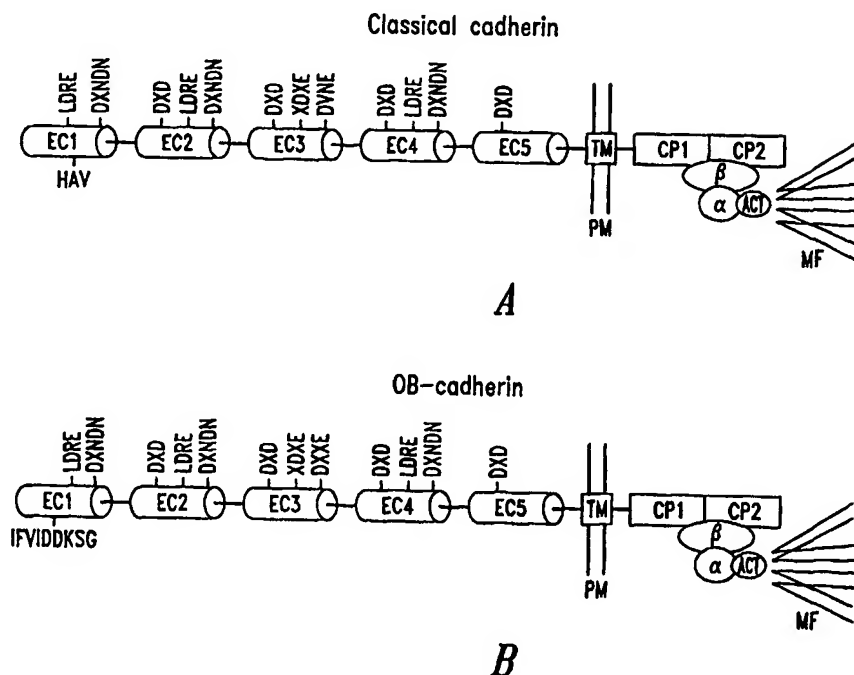 Classical cadherin
LDRE DXNDN DXD LDRE DXNDN DXD XDXE DVNE DXD LDRE DXNDN DXD
EC1 EC2 EC3 EC4 EC5 TM CP1 CP2
HAV
β
α ACT
PM
MF
A
OB-cadherin
LDRE DXNDN DXD LDRE DXNDN DXD XDXE DXXE DXD LDRE DXNDN DXD
EC1 EC2 EC3 EC4 EC5 TM CP1 CP2
IFVIDDKSG
β
α ACT
PM
MF
B